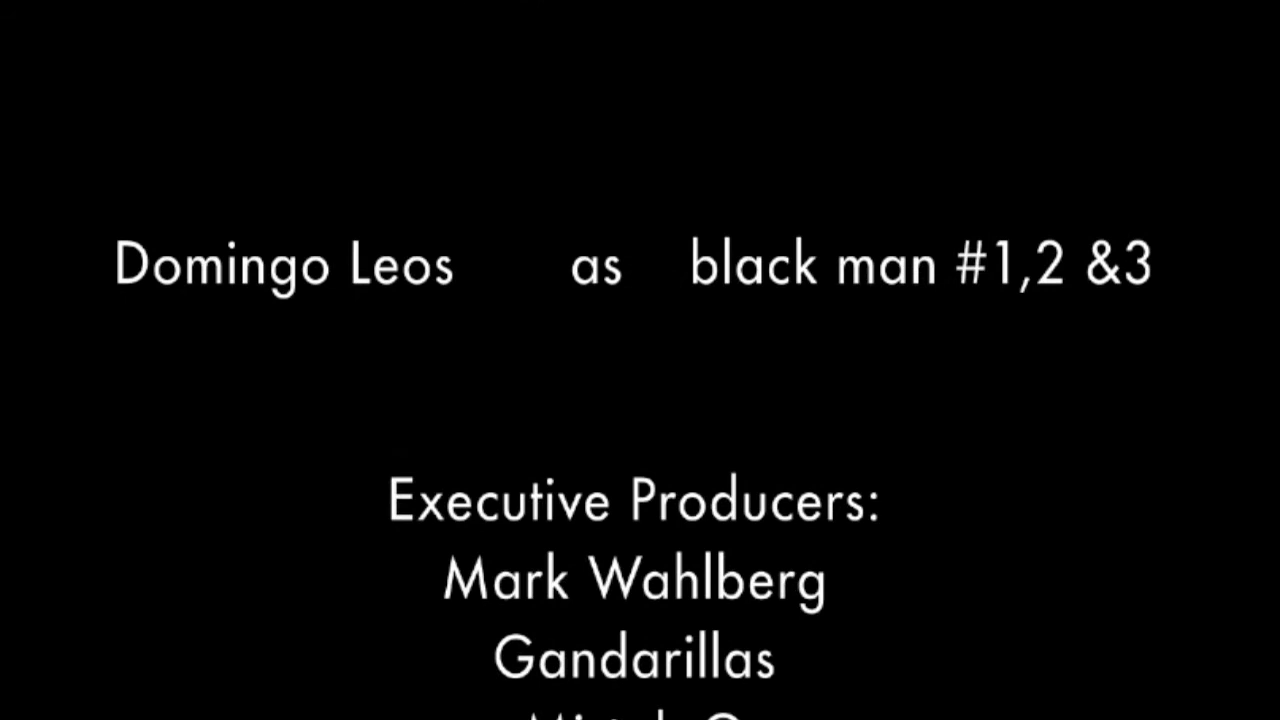 Domingo Leos as black man #1,2 &3
Executive Producers:
Mark Wahlberg
Gandarillas